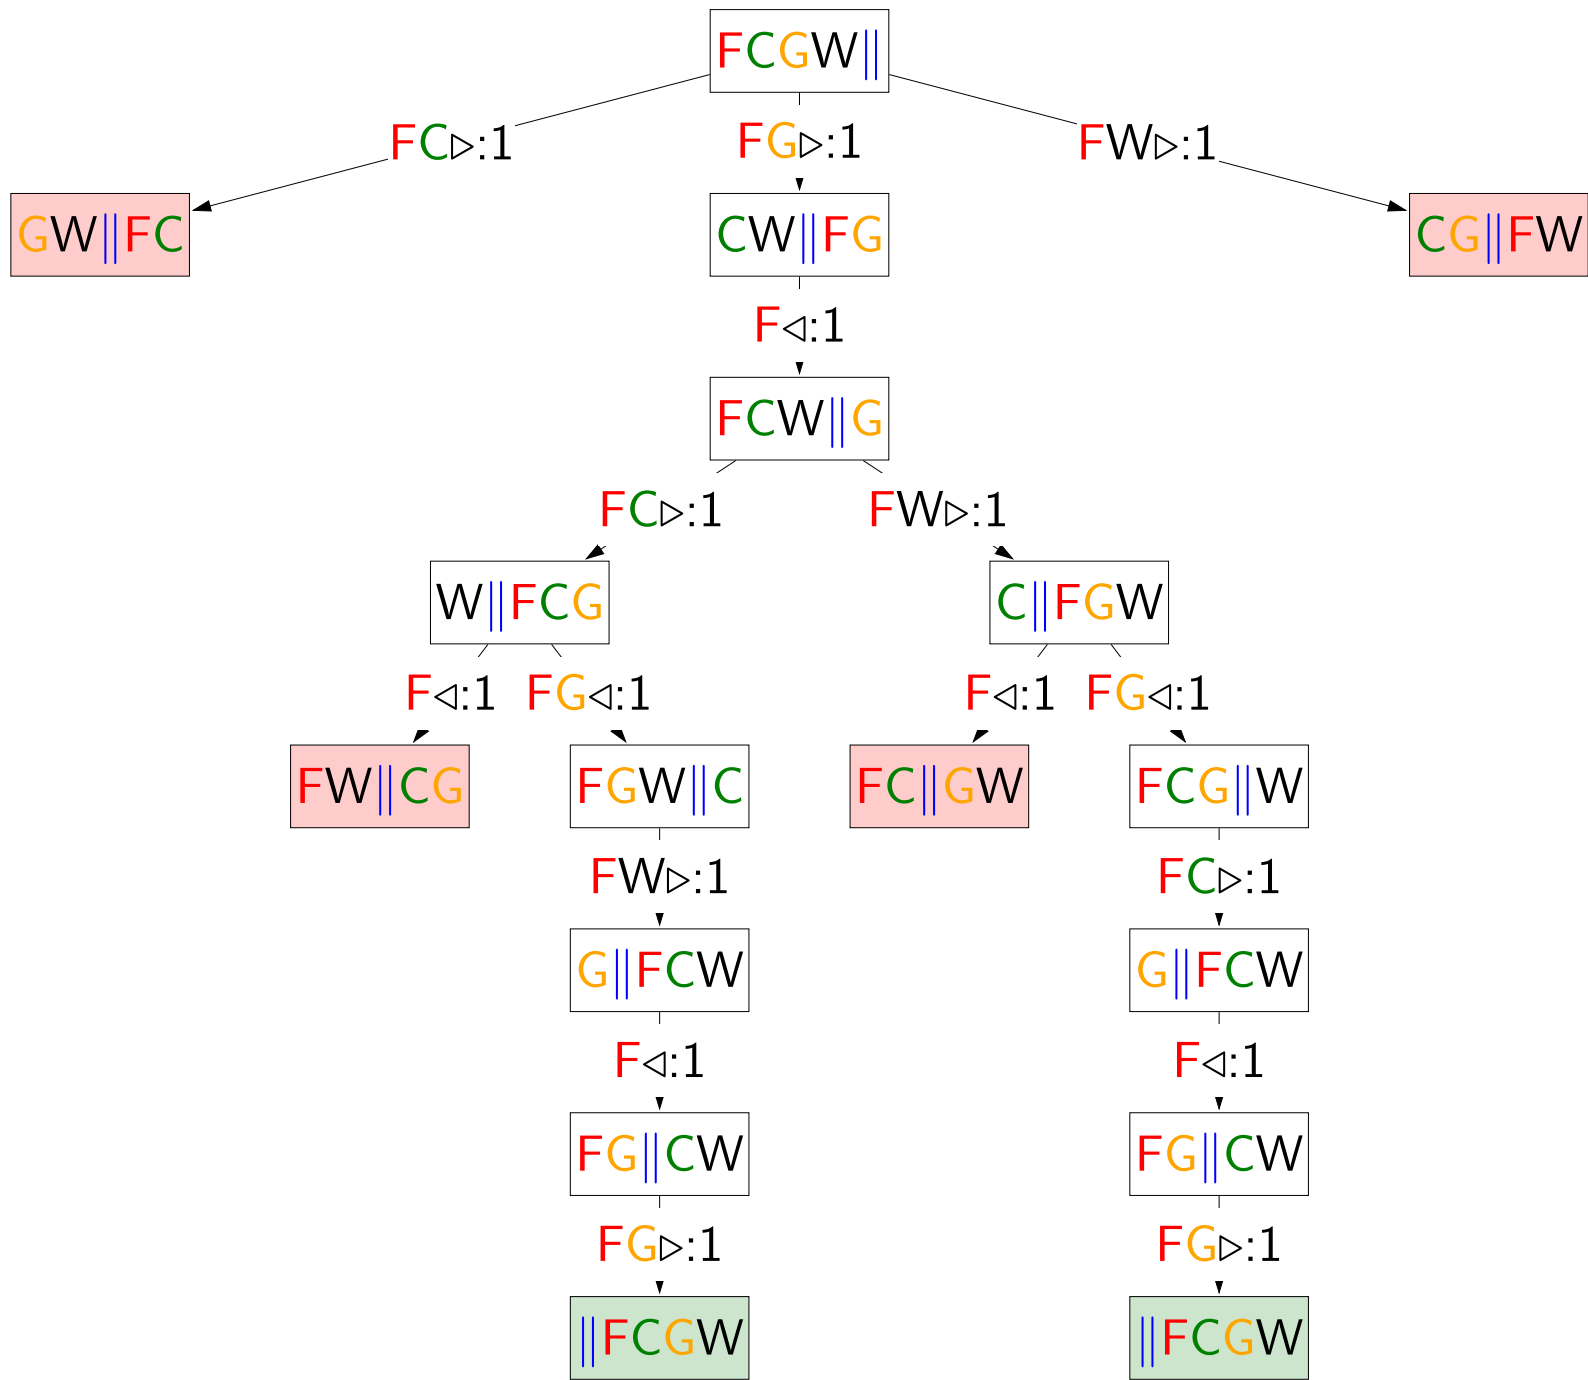 FCGW||
FC▷:1 FG▷:1 FW▷:1
GW||FC CW||FG CG||FW
F◁:1
FCW||G
FC▷:1 FW▷:1
W||FCG C||FGW
F◁:1 FG◁:1 F◁:1 FG◁:1
FW||CG FGW||C FC||GW FCG||W
FW▷:1 FC▷:1
G||FCW G||FCW
F◁:1 F◁:1
FG||CW FG||CW
FG▷:1 FG▷:1
||FCGW ||FCGW